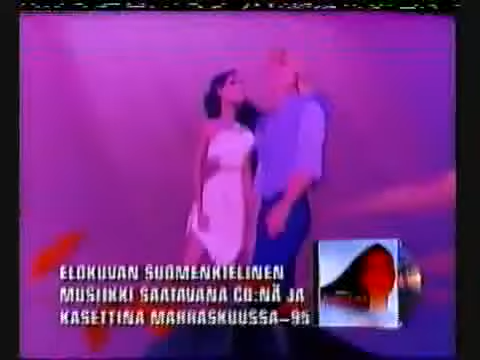 ELOKUVAN SUOMENKIELINEN
MUSIIKKI SAATAVANA CD:NÄ JA
KASETTINA MARRASKUUSSA-95